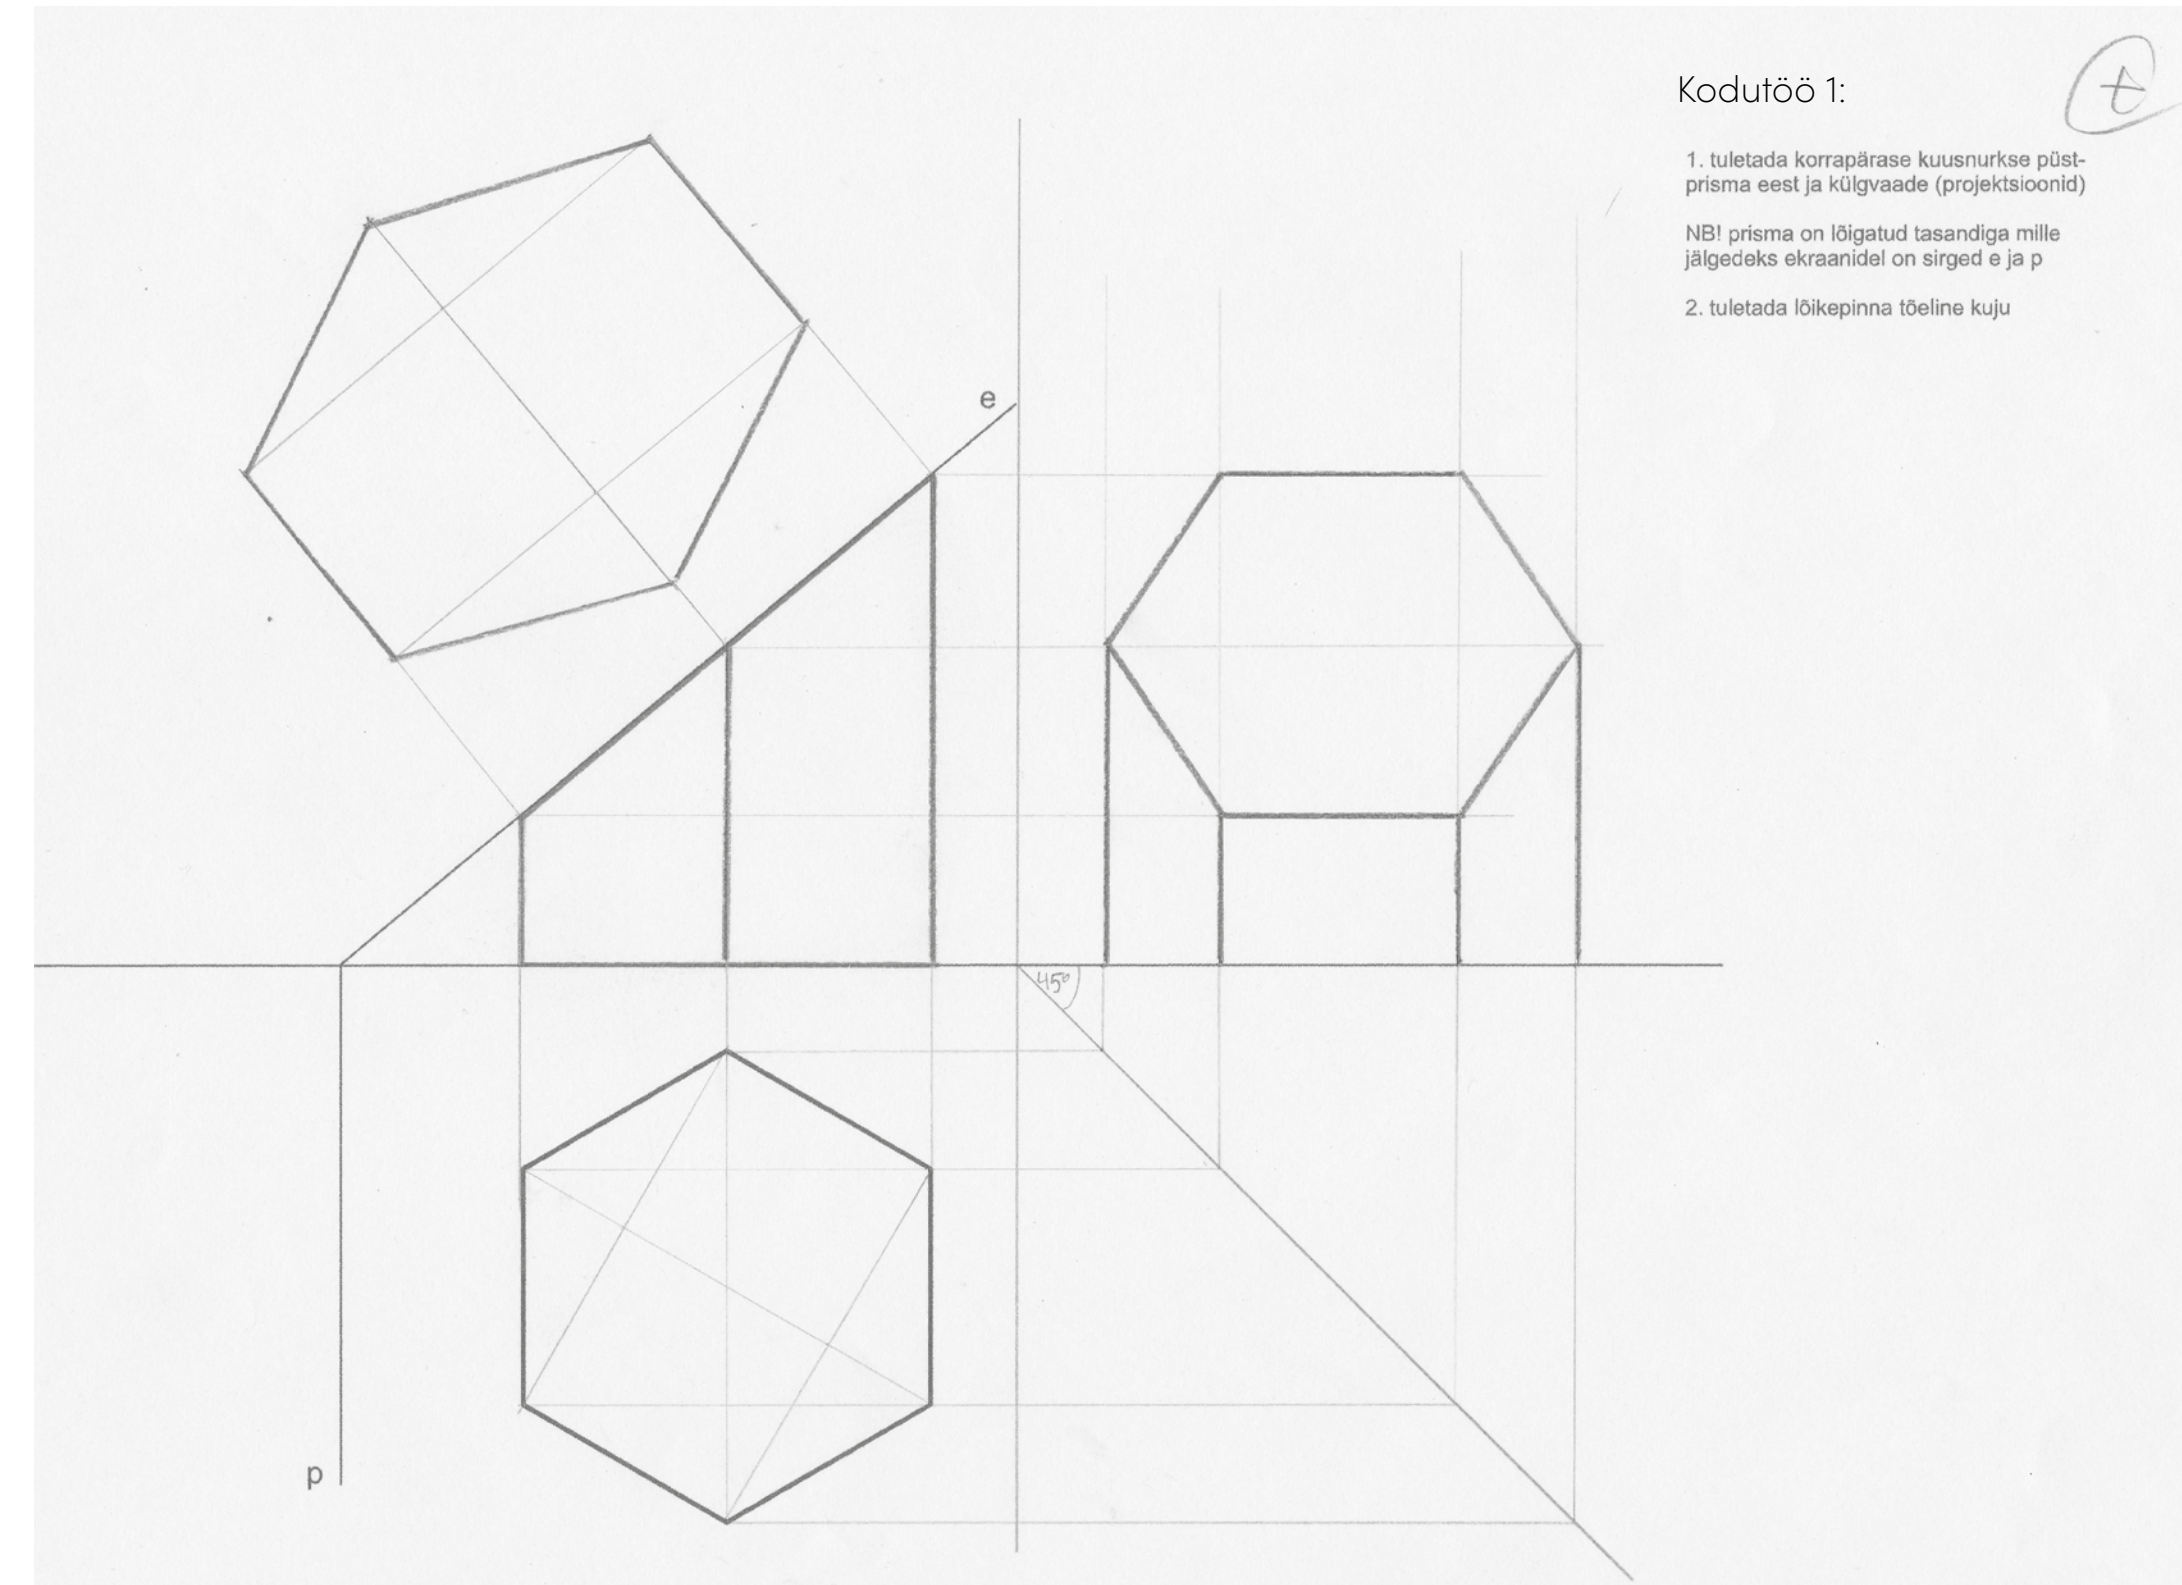 Kodutöö 1:
1. tuletada korrapärase kuusnurkse püst-
prisma eest ja külgvaade (projektsioonid)
NB! prisma on lõigatud tasandiga mille
jälgedeks ekraanidel on sirged e ja p
2. tuletada lõikepinna tõeline kuju
e
45°
p